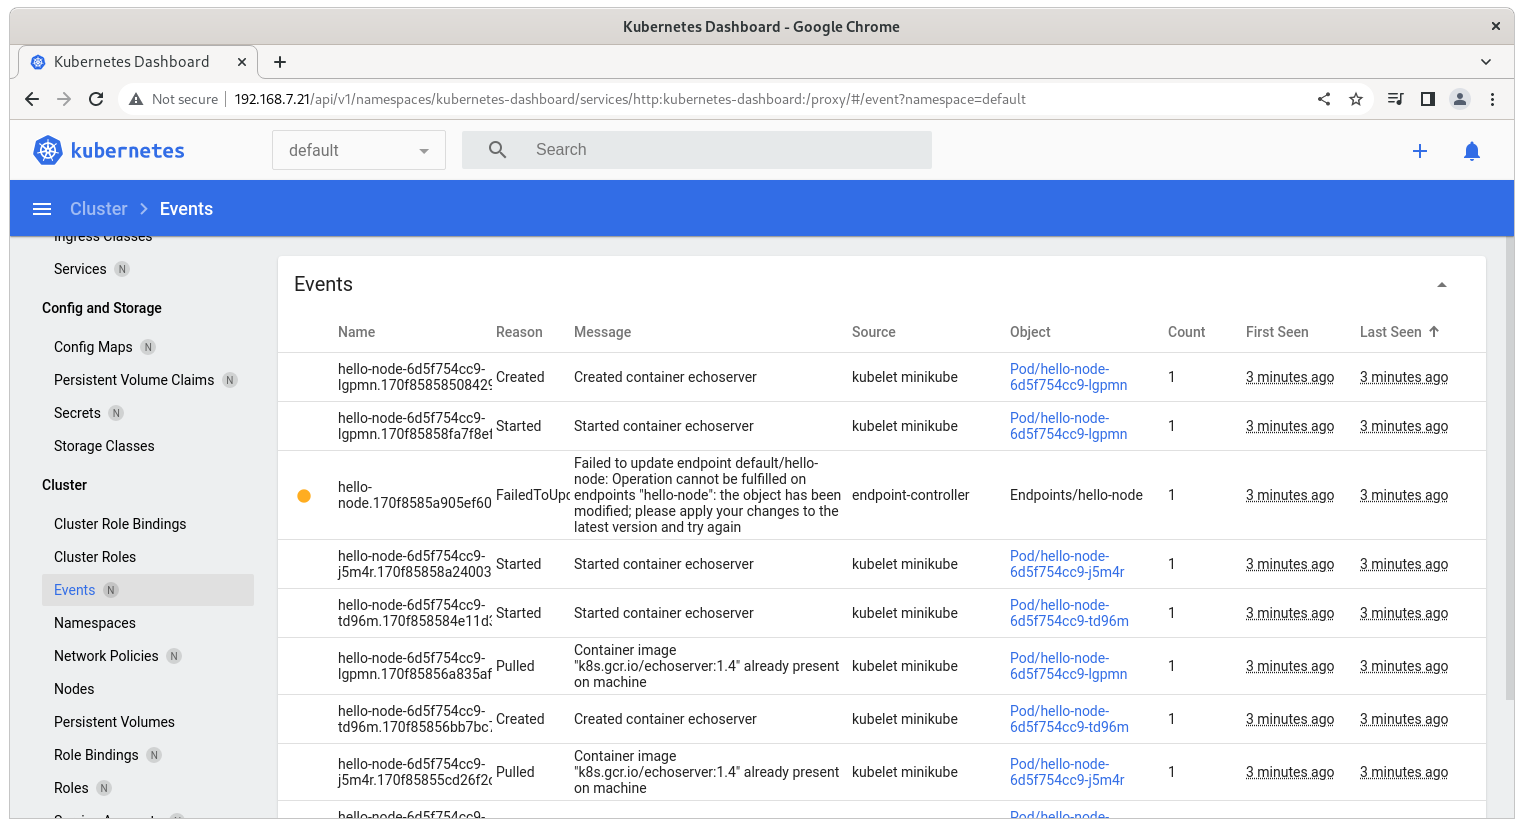 Kubernetes Dashboard - Google Chrome
Kubernetes Dashboard
Not secure 192.168.7.21/api/v1/namespaces/kubernetes-dashboard/services/http:kubernetes-dashboard:/proxy/#/event?namespace=default
kubernetes
default
Search
Cluster
Events
Ingress Classes
Services N
Config and Storage
Config Maps N
Persistent Volume Claims N
Secrets N
Storage Classes
Cluster
Cluster Role Bindings
Cluster Roles
Events N
Namespaces
Network Policies N
Nodes
Persistent Volumes
Role Bindings N
Roles N
Events
Name Reason Message Source Object Count First Seen Last Seen
hello-node-6d5f754cc9-
lgpmn.170f85858508429
Created
Created container echoserver
kubelet minikube
Pod/hello-node-
6d5f754cc9-lgpmn
1
3 minutes ago
3 minutes ago
hello-node-6d5f754cc9-
lgpmn.170f85858fa7f8ef
Started
Started container echoserver
kubelet minikube
Pod/hello-node-
6d5f754cc9-lgpmn
1
3 minutes ago
3 minutes ago
hello-
node.170f8585a905ef60
FailedToUpd
Failed to update endpoint default/hello-
node: Operation cannot be fulfilled on
endpoints "hello-node": the object has been
modified; please apply your changes to the
latest version and try again
endpoint-controller
Endpoints/hello-node
1
3 minutes ago
3 minutes ago
hello-node-6d5f754cc9-
j5m4r.170f85858a24003
Started
Started container echoserver
kubelet minikube
Pod/hello-node-
6d5f754cc9-j5m4r
1
3 minutes ago
3 minutes ago
hello-node-6d5f754cc9-
td96m.170f858584e11d3
Started
Started container echoserver
kubelet minikube
Pod/hello-node-
6d5f754cc9-td96m
1
3 minutes ago
3 minutes ago
hello-node-6d5f754cc9-
lgpmn.170f85856a835af
Pulled
Container image
"k8s.gcr.io/echoserver:1.4" already present
on machine
kubelet minikube
Pod/hello-node-
6d5f754cc9-lgpmn
1
3 minutes ago
3 minutes ago
hello-node-6d5f754cc9-
td96m.170f85856bb7bc7
Created
Created container echoserver
kubelet minikube
Pod/hello-node-
6d5f754cc9-td96m
1
3 minutes ago
3 minutes ago
hello-node-6d5f754cc9-
j5m4r.170f85855cd26f2c
Pulled
Container image
"k8s.gcr.io/echoserver:1.4" already present
on machine
kubelet minikube
Pod/hello-node-
6d5f754cc9-j5m4r
1
3 minutes ago
3 minutes ago
hello-node-6d5f754cc9-
Pod/hello-node-